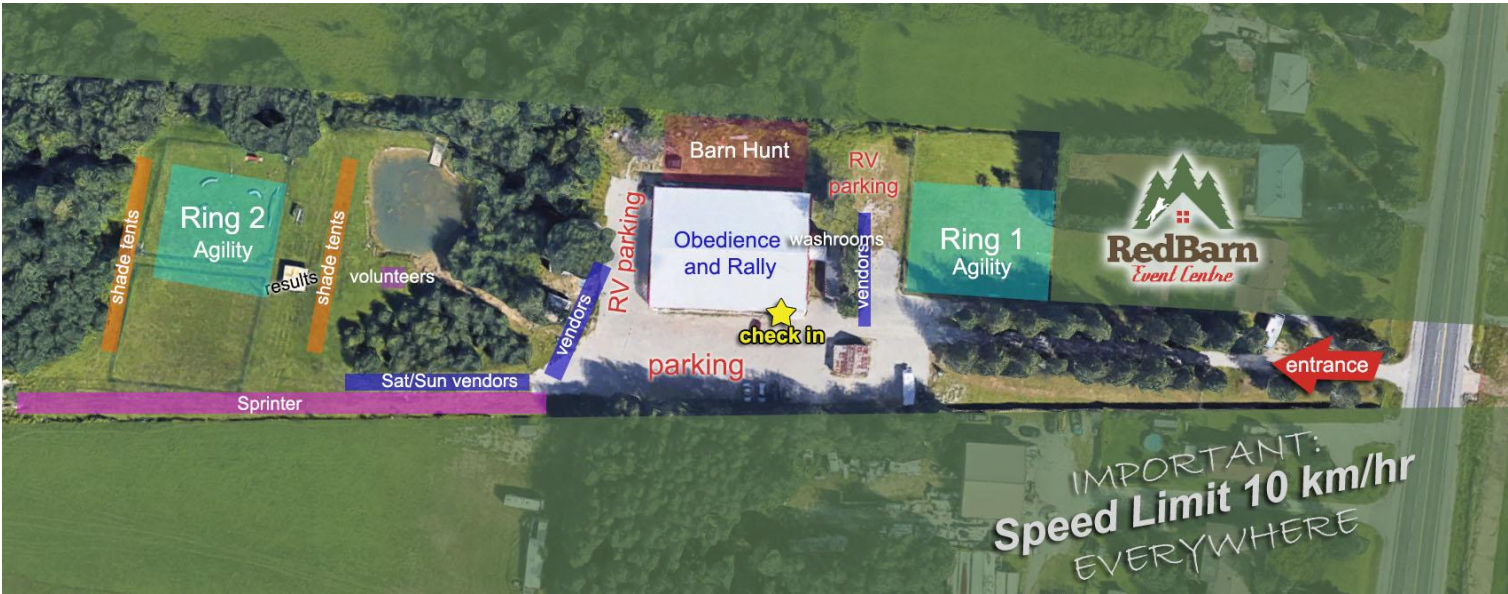 Barn Hunt
RV
parking
Ring 2
Agility
shade tents
shade tents
results
volunteers
RV parking
Obedience
and Rally
washrooms
vendors
Ring 1
Agility
RedBarn
Event Centre
vendors
check in
parking
entrance
Sat/Sun vendors
Sprinter
IMPORTANT:
Speed Limit 10 km/hr
EVERYWHERE